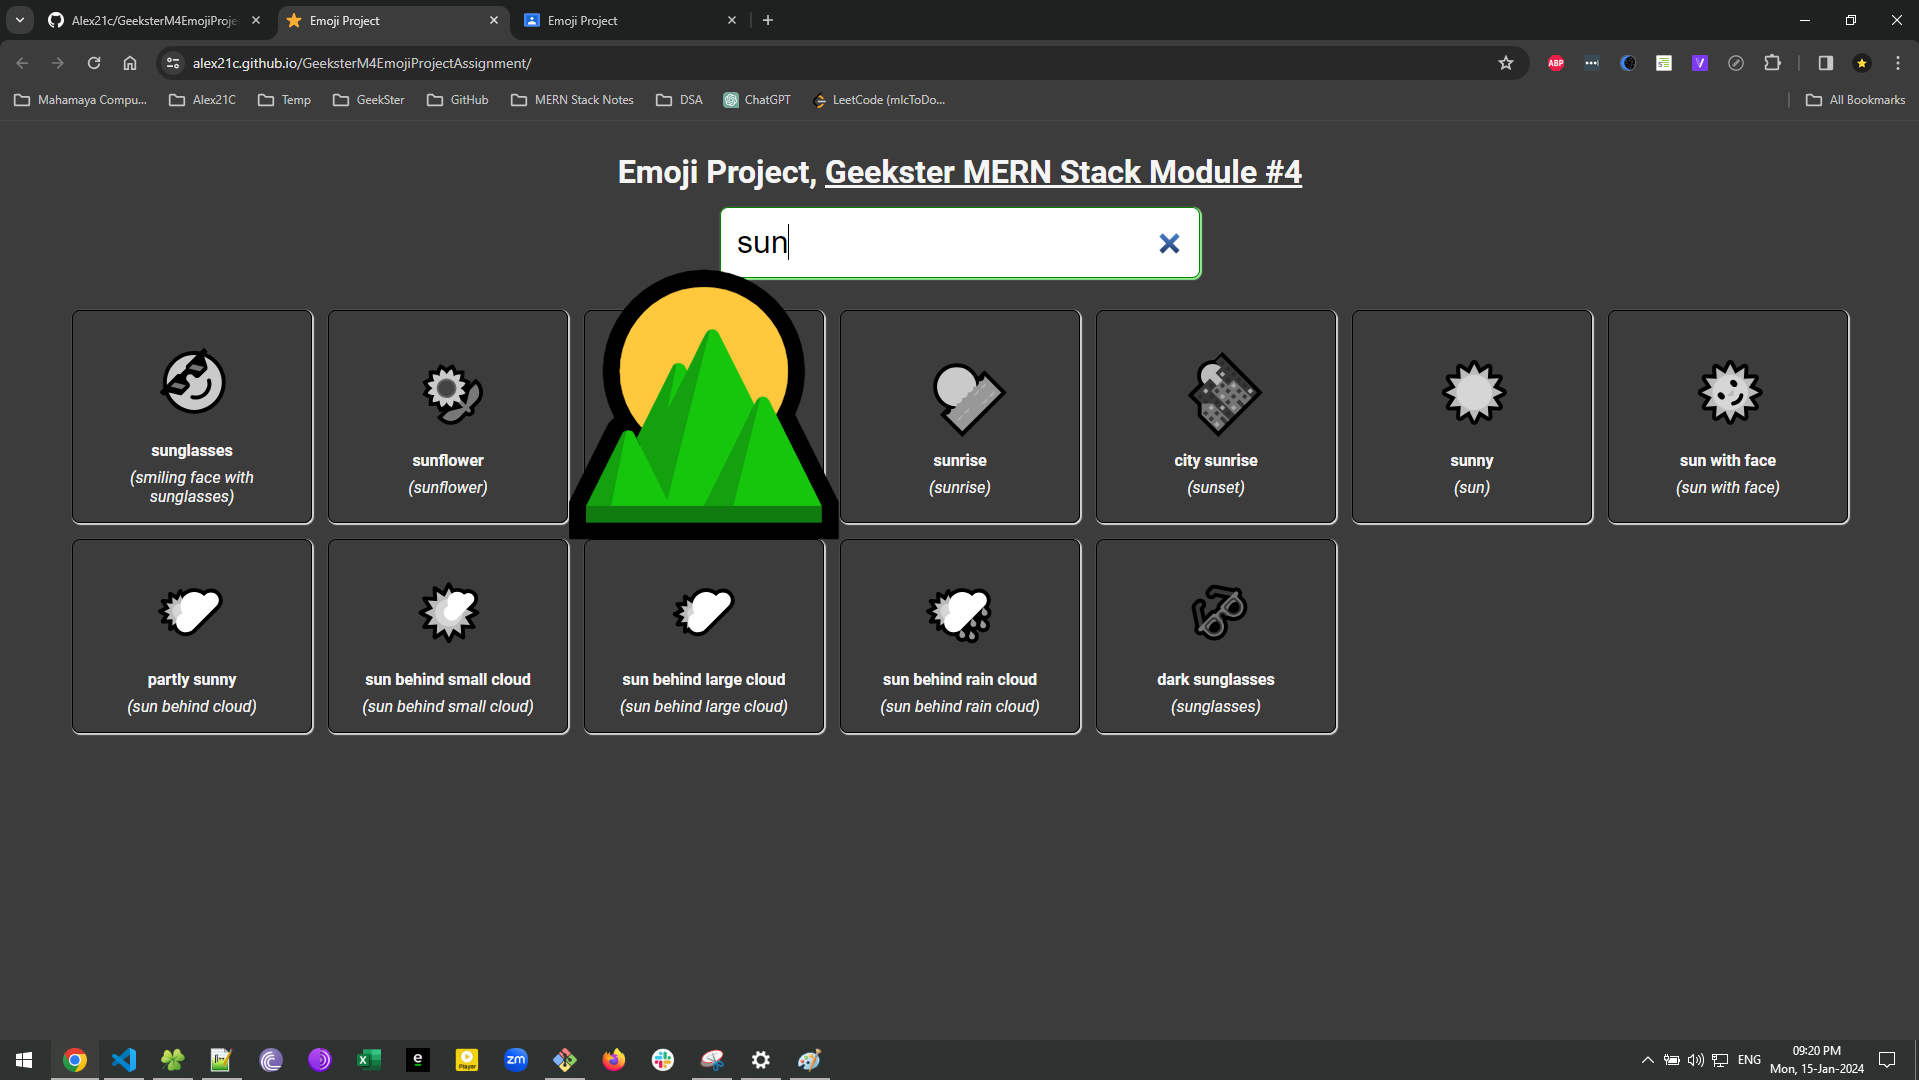 Alex21c/GeeksterM4EmojiProje
Emoji Project
Emoji Project
alex21c.github.io/GeeksterM4EmojiProjectAssignment/
ABP
Mahamaya Compu...
Alex21C
Temp
GeekSter
GitHub
MERN Stack Notes
DSA
ChatGPT
LeetCode (mIcToDo...
All Bookmarks
Emoji Project, Geekster MERN Stack Module #4
sun
sunglasses
(smiling face with
sunglasses)
sunflower
(sunflower)
sunrise
(sunrise)
city sunrise
(sunset)
sunny
(sun)
sun with face
(sun with face)
partly sunny
(sun behind cloud)
sun behind small cloud
(sun behind small cloud)
sun behind large cloud
(sun behind large cloud)
sun behind rain cloud
(sun behind rain cloud)
dark sunglasses
(sunglasses)
e
Player
zm
ENG
09:20 PM
Mon, 15-Jan-2024